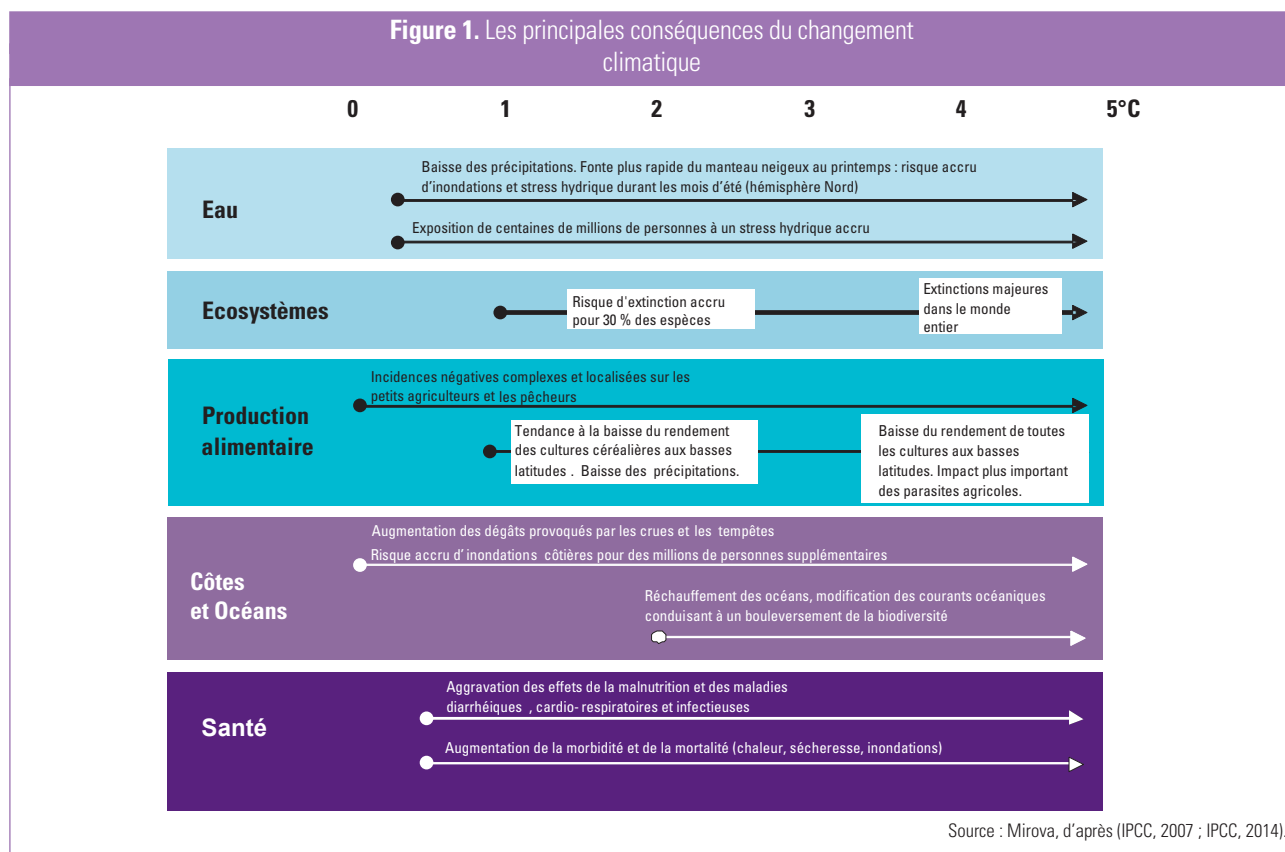 Figure 1. Les principales conséquences du changement
climatique
0 1 2 3 4 5°C
Eau
Baisse des précipitations. Fonte plus rapide du manteau neigeux au printemps : risque accru
d'inondations et stress hydrique durant les mois d'été (hémisphère Nord)
Exposition de centaines de millions de personnes à un stress hydrique accru
Ecosystèmes
Risque d'extinction accru
pour 30 % des espèces
Extinctions majeures
dans le monde
entier
Production
alimentaire
Incidences négatives complexes et localisées sur les
petits agriculteurs et les pêcheurs
Tendance à la baisse du rendement
des cultures céréalières aux basses
latitudes . Baisse des précipitations.
Baisse du rendement de toutes
les cultures aux basses
latitudes. Impact plus important
des parasites agricoles.
Côtes
et Océans
Augmentation des dégâts provoqués par les crues et les tempêtes
Risque accru d'inondations côtières pour des millions de personnes supplémentaires
Réchauffement des océans, modification des courants océaniques
conduisant à un bouleversement de la biodiversité
Santé
Aggravation des effets de la malnutrition et des maladies
diarrhéiques , cardio- respiratoires et infectieuses
Augmentation de la morbidité et de la mortalité (chaleur, sécheresse, inondations)
Source : Mirova, d'après (IPCC, 2007 ; IPCC, 2014).